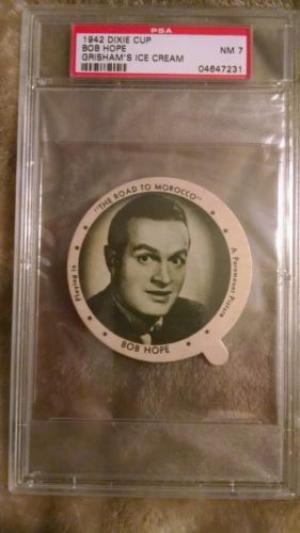 PSA
1942 DIXIE CUP
BOB HOPE NM 7
GRISHAM'S ICE CREAM
04647231
"THE ROAD TO MOROCCO"
Playing in
A Paramount Picture
BOB HOPE